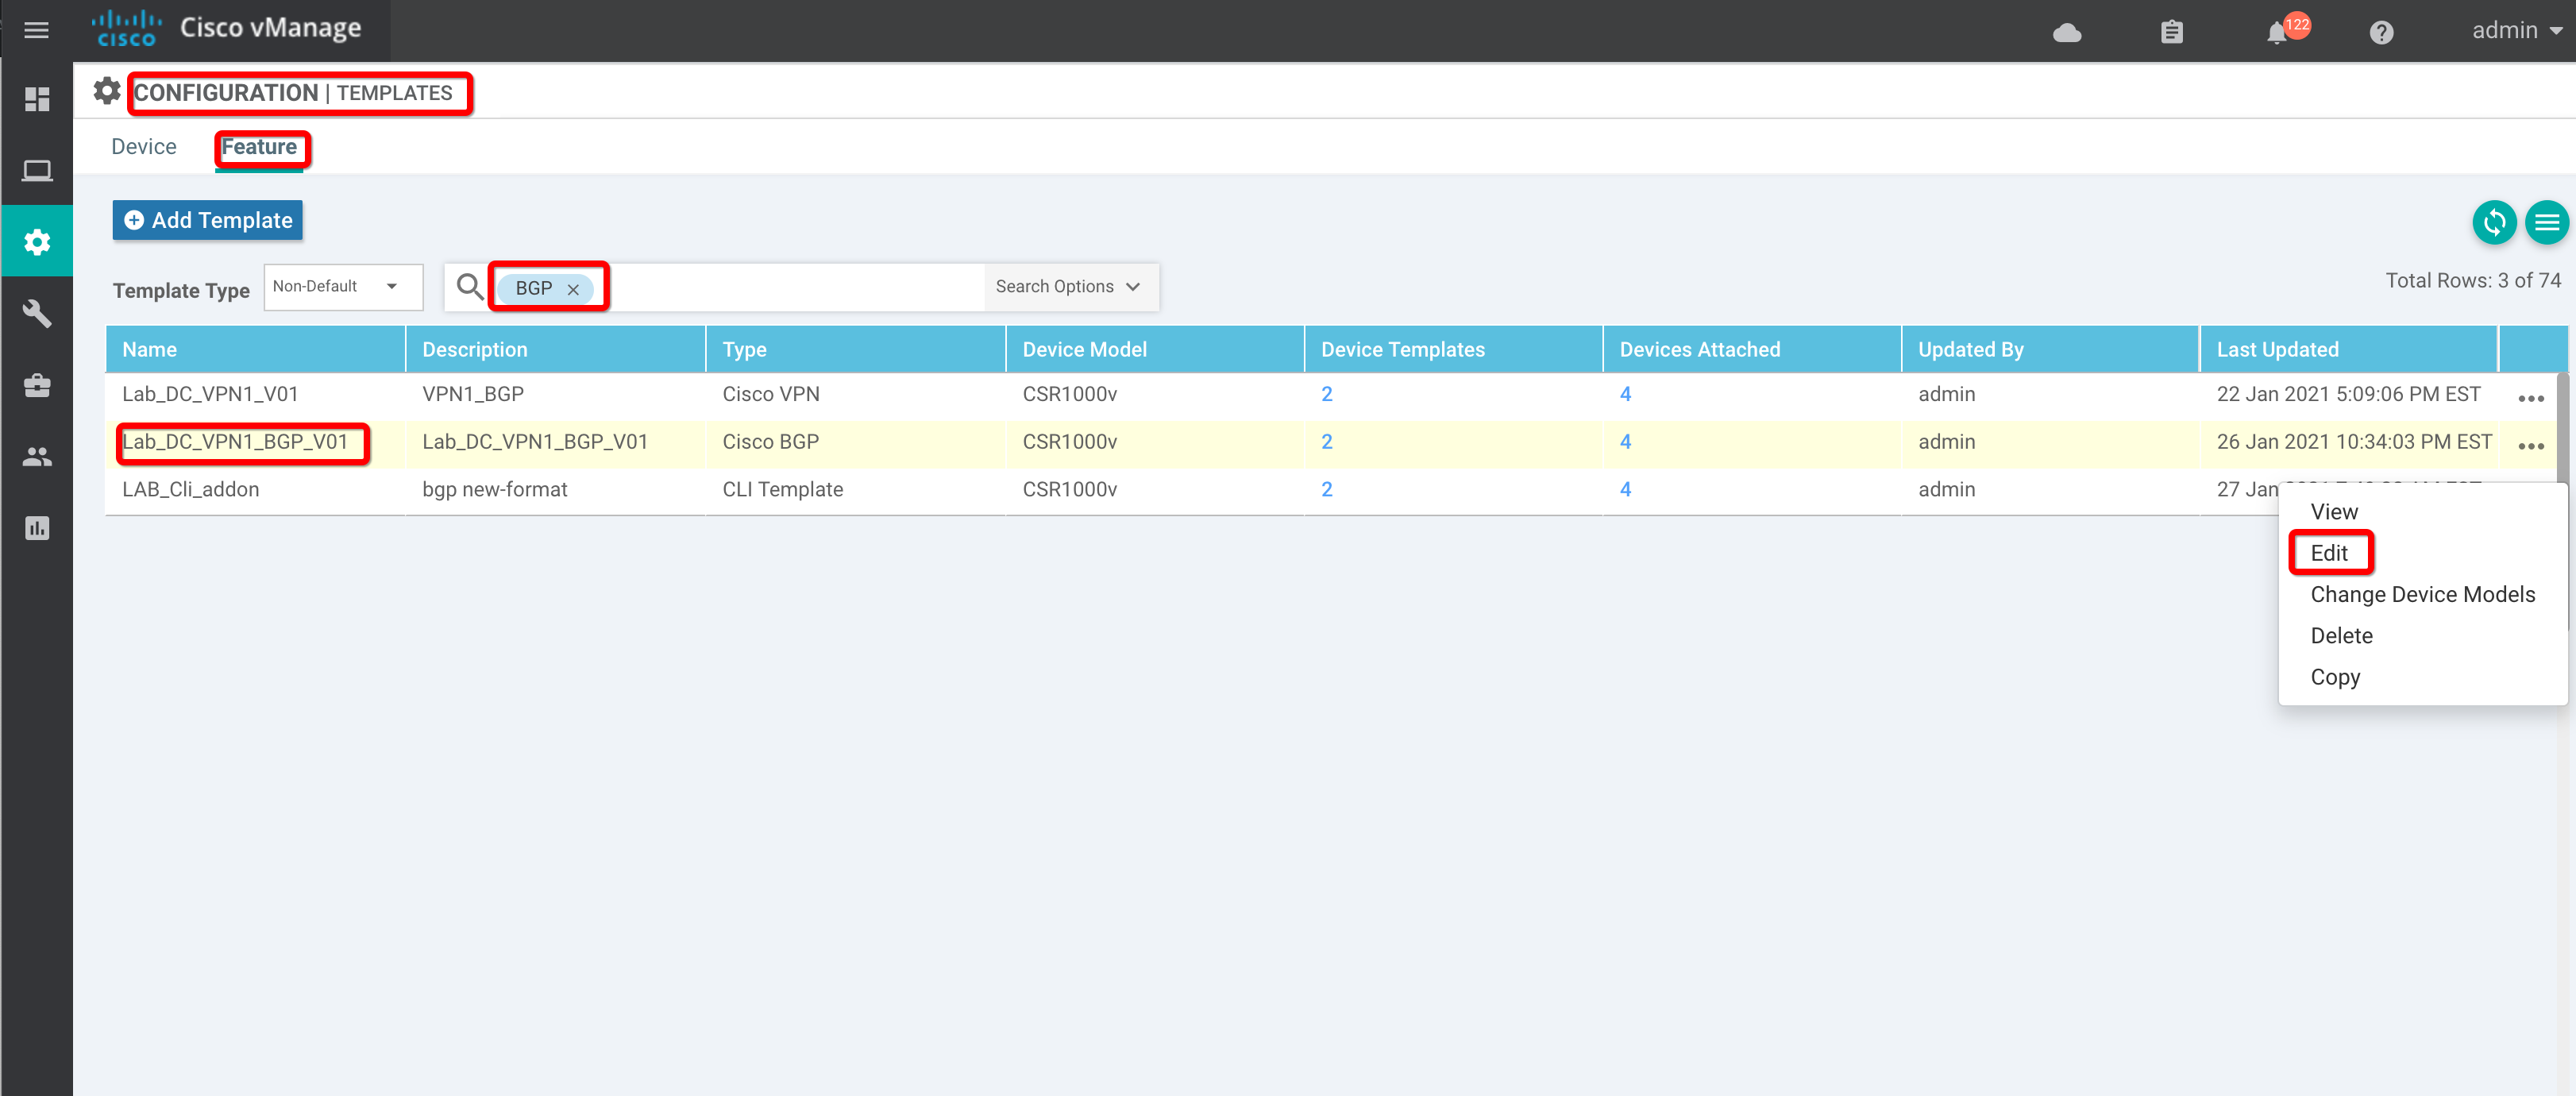 cisco Cisco vManage 122 admin
CONFIGURATION | TEMPLATES
Device Feature
Add Template
Template Type Non-Default BGP × Search Options Total Rows: 3 of 74
Name Description Type Device Model Device Templates Devices Attached Updated By Last Updated
Lab_DC_VPN1_V01 VPN1_BGP Cisco VPN CSR1000v 2 4 admin 22 Jan 2021 5:09:06 PM EST
Lab_DC_VPN1_BGP_V01 Lab_DC_VPN1_BGP_V01 Cisco BGP CSR1000v 2 4 admin 26 Jan 2021 10:34:03 PM EST
LAB_Cli_addon bgp new-format CLI Template CSR1000v 2 4 admin 27 Jan
View
Edit
Change Device Models
Delete
Copy